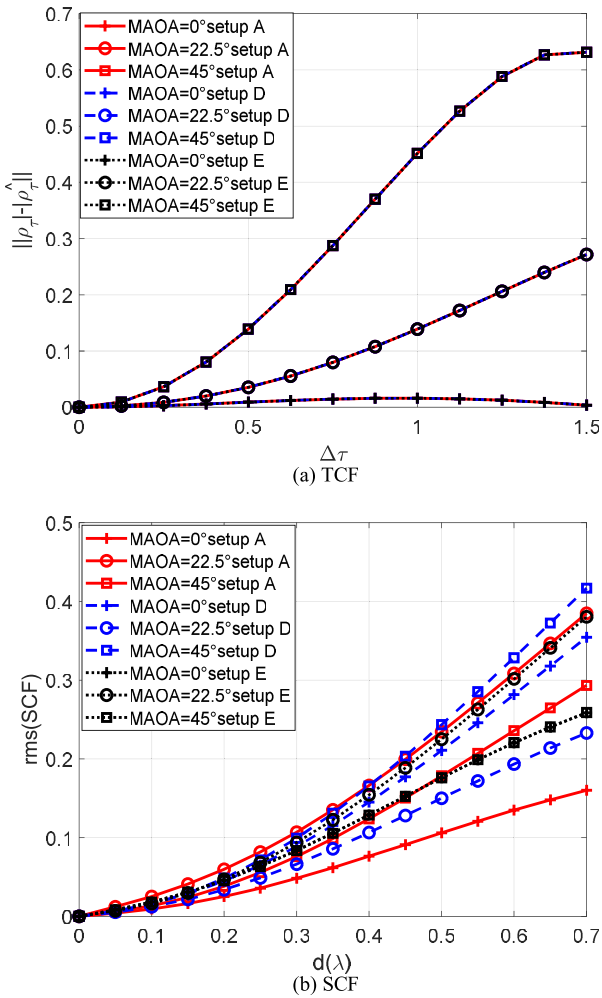 0.7
0.6
0.5
0.4
0.3
0.2
0.1
0
||ρτ|-|ρ̂τ||
MAOA=0°setup A
MAOA=22.5°setup A
MAOA=45°setup A
MAOA=0°setup D
MAOA=22.5°setup D
MAOA=45°setup D
MAOA=0°setup E
MAOA=22.5°setup E
MAOA=45°setup E
0 0.5 1 1.5
Δτ
(a) TCF
0.5
0.4
0.3
0.2
0.1
0
rms(SCF)
MAOA=0°setup A
MAOA=22.5°setup A
MAOA=45°setup A
MAOA=0°setup D
MAOA=22.5°setup D
MAOA=45°setup D
MAOA=0°setup E
MAOA=22.5°setup E
MAOA=45°setup E
0 0.1 0.2 0.3 0.4 0.5 0.6 0.7
d(λ)
(b) SCF